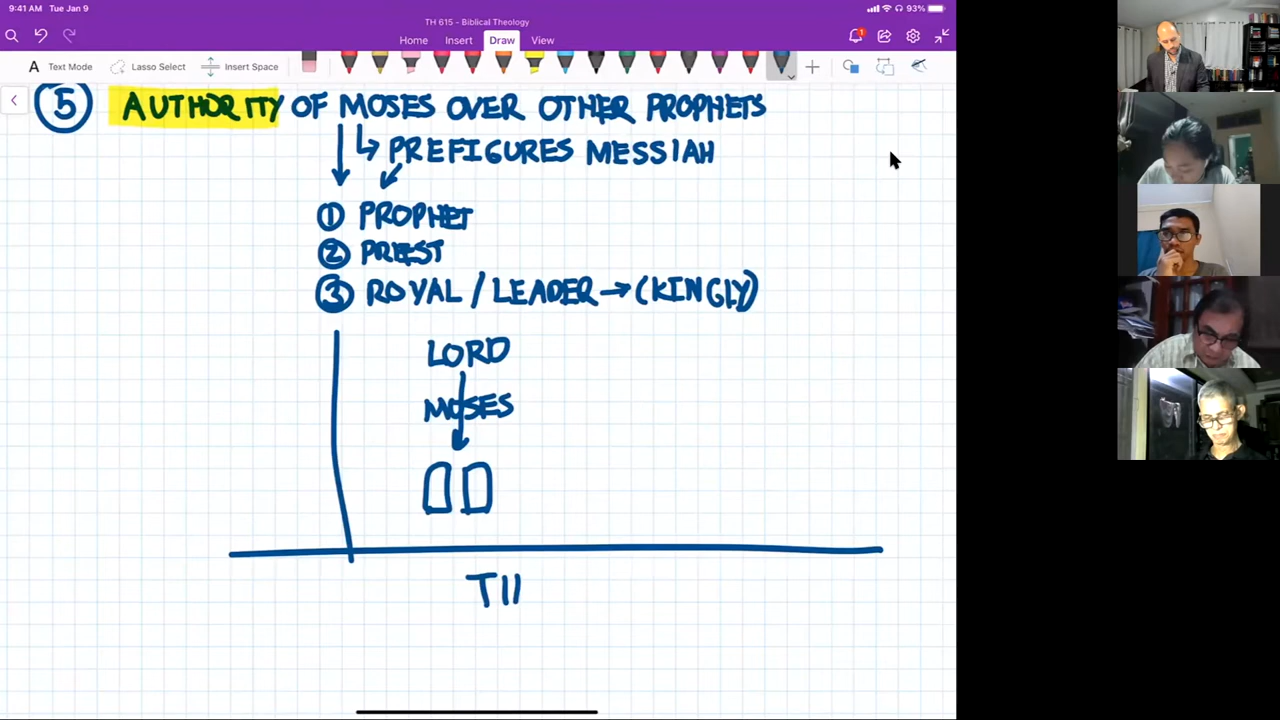 9:41 AM Tue Jan 9
93%
TH 615 - Biblical Theology
Home Insert Draw View
1
A Text Mode Lasso Select Insert Space
5 AUTHORITY OF MOSES OVER OTHER PROPHETS
PREFIGURES MESSIAH
1 PROPHET
2 PRIEST
3 ROYAL / LEADER → (KINGLY)
LORD
MOSES